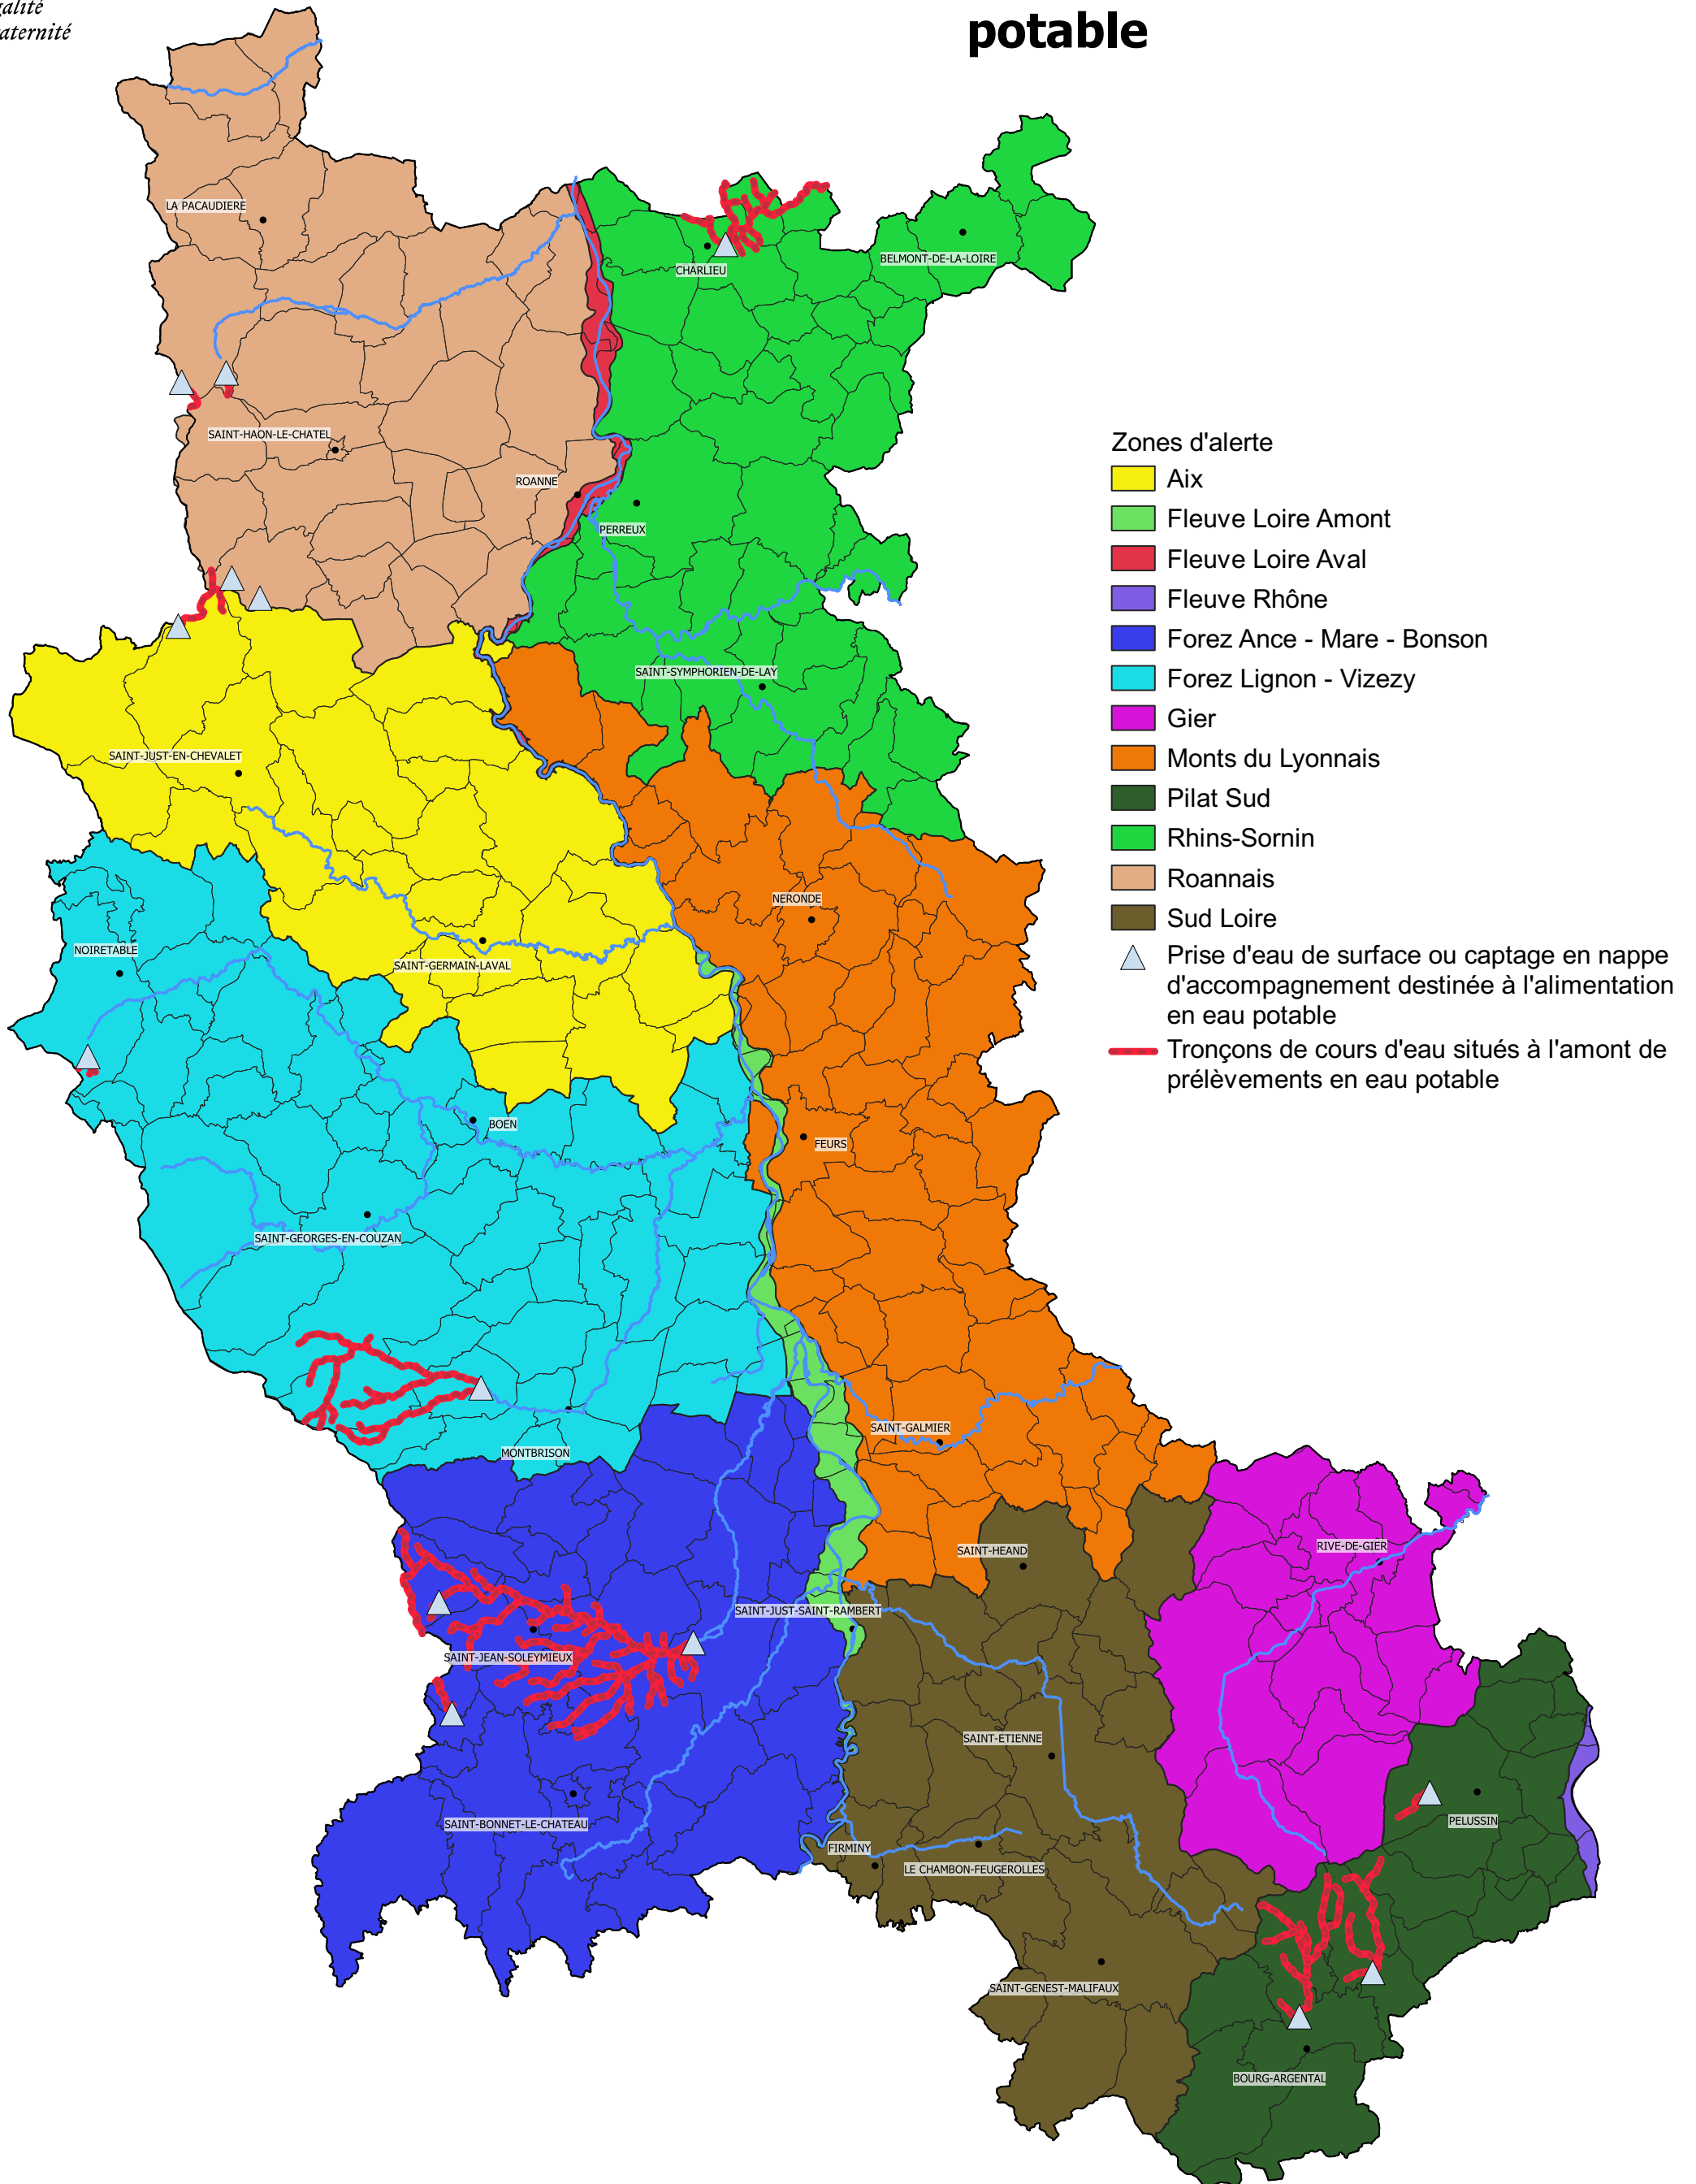 potable
LA PACAUDIERE
CHARLIEU
BELMONT-DE-LA-LOIRE
SAINT-HAON-LE-CHATEL
ROANNE
PERREUX
SAINT-SYMPHORIEN-DE-LAY
SAINT-JUST-EN-CHEVALET
NERONDE
NOIRETABLE
SAINT-GERMAIN-LAVAL
BOEN
FEURS
SAINT-GEORGES-EN-COUZAN
SAINT-GALMIER
MONTBRISON
SAINT-HEAND
RIVE-DE-GIER
SAINT-JUST-SAINT-RAMBERT
SAINT-JEAN-SOLEYMIEUX
SAINT-ETIENNE
PELUSSIN
SAINT-BONNET-LE-CHATEAU
FIRMINY
LE CHAMBON-FEUGEROLLES
SAINT-GENEST-MALIFAUX
BOURG-ARGENTAL
Zones d'alerte
Aix
Fleuve Loire Amont
Fleuve Loire Aval
Fleuve Rhône
Forez Ance - Mare - Bonson
Forez Lignon - Vizezy
Gier
Monts du Lyonnais
Pilat Sud
Rhins-Sornin
Roannais
Sud Loire
Prise d'eau de surface ou captage en nappe
d'accompagnement destinée à l'alimentation
en eau potable
Tronçons de cours d'eau situés à l'amont de
prélèvements en eau potable